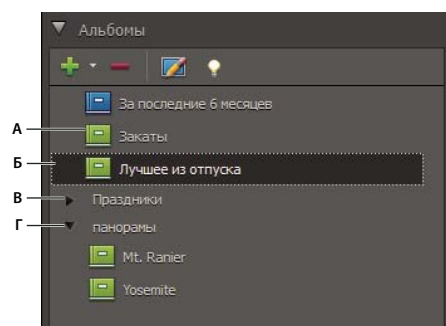 Альбомы
За последние 6 месяцев
А Закаты
Б Лучшее из отпуска
В Праздники
Г панорамы
Mt. Ranier
Yosemite